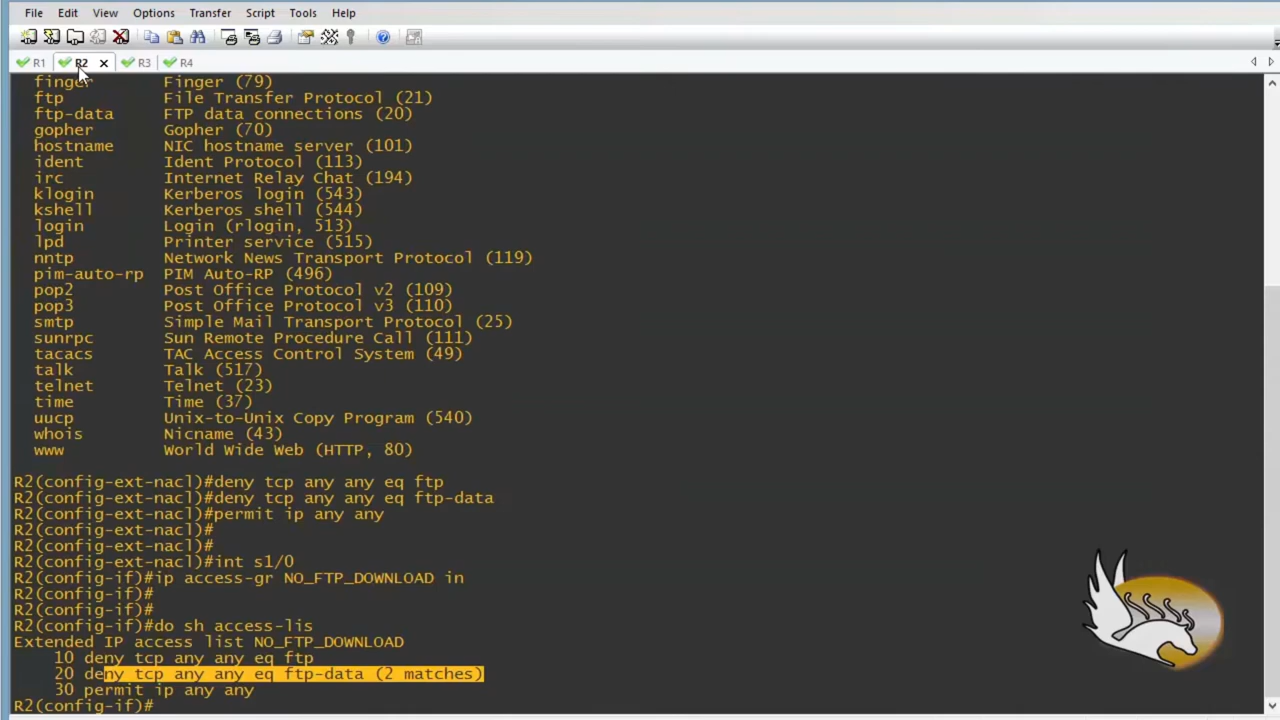 File Edit View Options Transfer Script Tools Help
R1 R2 R3 R4
finger Finger (79)
ftp File Transfer Protocol (21)
ftp-data FTP data connections (20)
gopher Gopher (70)
hostname NIC hostname server (101)
ident Ident Protocol (113)
irc Internet Relay Chat (194)
klogin Kerberos login (543)
kshell Kerberos shell (544)
login Login (rlogin, 513)
lpd Printer service (515)
nntp Network News Transport Protocol (119)
pim-auto-rp PIM Auto-RP (496)
pop2 Post Office Protocol v2 (109)
pop3 Post Office Protocol v3 (110)
smtp Simple Mail Transport Protocol (25)
sunrpc Sun Remote Procedure Call (111)
tacacs TAC Access Control System (49)
talk Talk (517)
telnet Telnet (23)
time Time (37)
uucp Unix-to-Unix Copy Program (540)
whois Nicname (43)
www World Wide Web (HTTP, 80)
R2(config-ext-nacl)#deny tcp any any eq ftp
R2(config-ext-nacl)#deny tcp any any eq ftp-data
R2(config-ext-nacl)#permit ip any any
R2(config-ext-nacl)#
R2(config-ext-nacl)#
R2(config-ext-nacl)#int s1/0
R2(config-if)#ip access-gr NO_FTP_DOWNLOAD in
R2(config-if)#
R2(config-if)#
R2(config-if)#do sh access-lis
Extended IP access list NO_FTP_DOWNLOAD
10 deny tcp any any eq ftp
20 deny tcp any any eq ftp-data (2 matches)
30 permit ip any any
R2(config-if)#